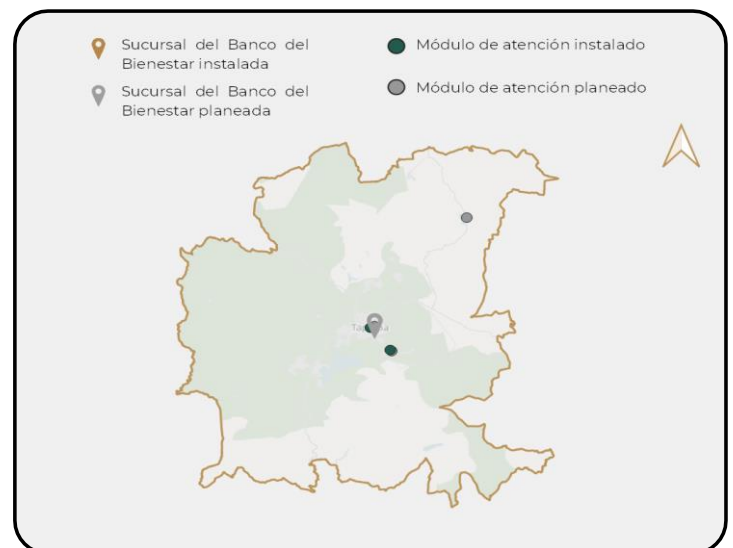 Sucursal del Banco del
Bienestar instalada
Sucursal del Banco del
Bienestar planeada
Módulo de atención instalado
Módulo de atención planeado